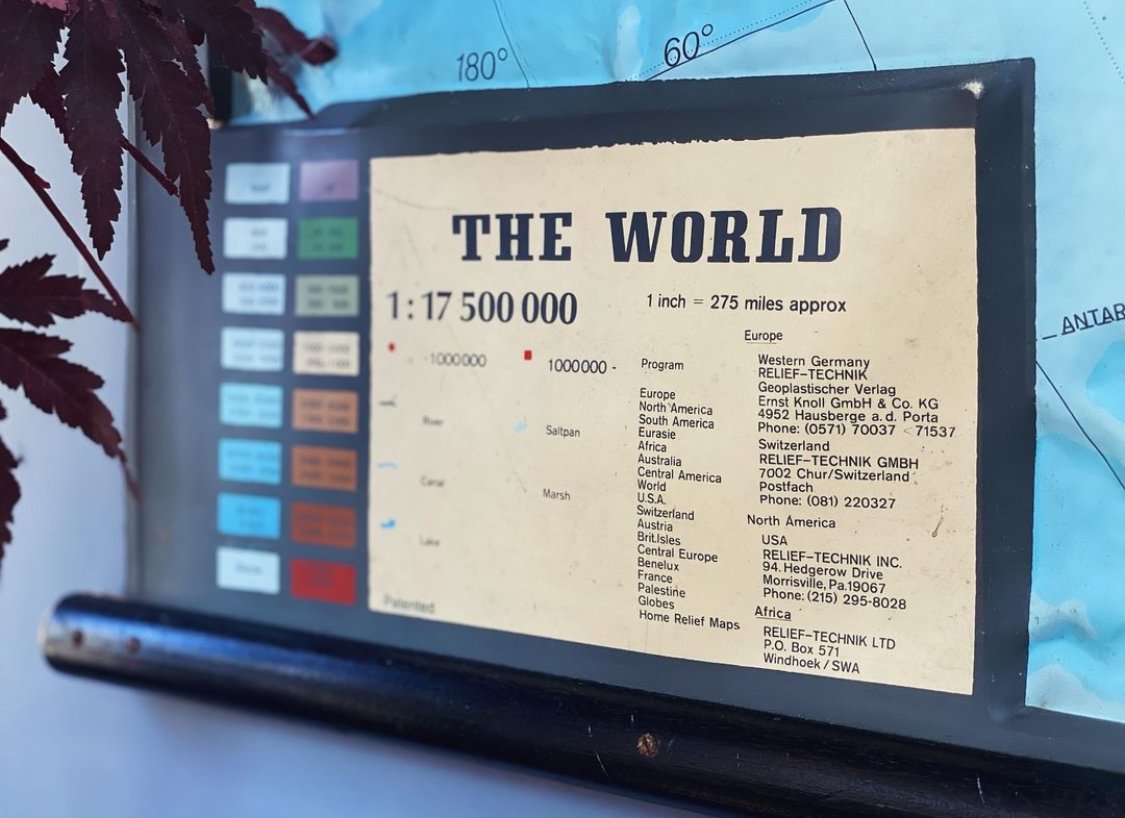 180°
60°
ANTAR
THE WORLD
1 : 17 500 000
1 inch = 275 miles approx
-1000000
1000000 -
River
Saltpan
Canal
Marsh
Lake
Patented
Program
Europe
North America
South America
Eurasie
Africa
Australia
Central America
World
U.S.A.
Switzerland
Austria
Brit.Isles
Central Europe
Benelux
France
Palestine
Globes
Home Relief Maps
Europe
Western Germany
RELIEF-TECHNIK
Geoplastischer Verlag
Ernst Knoll GmbH & Co. KG
4952 Hausberge a. d. Porta
Phone: (0571) 70037 < 71537
Switzerland
RELIEF-TECHNIK GMBH
7002 Chur/Switzerland
Postfach
Phone: (081) 220327
North America
USA
RELIEF-TECHNIK INC.
94. Hedgerow Drive
Morrisville, Pa.19067
Phone: (215) 295-8028
Africa
RELIEF-TECHNIK LTD
P.O. Box 571
Windhoek / SWA